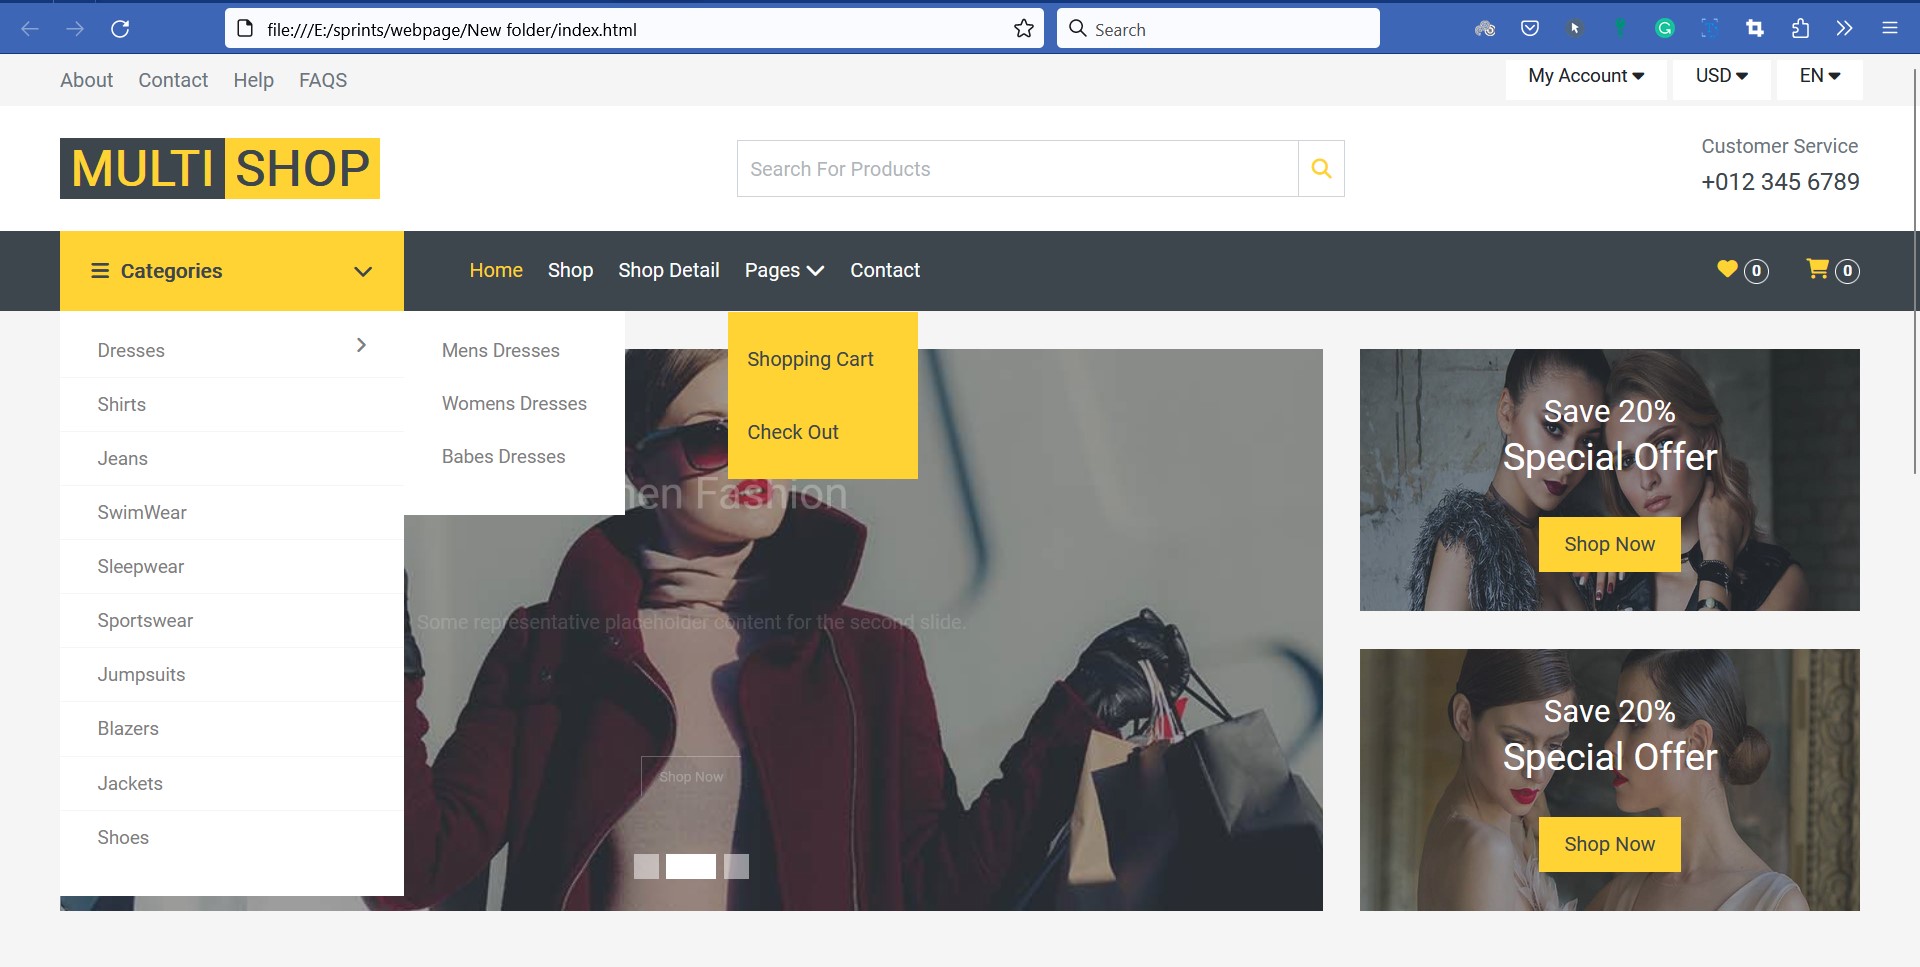 file:///E:/sprints/webpage/New folder/index.html
Search
About Contact Help FAQS
My Account USD EN
MULTI SHOP
Search For Products
Customer Service
+012 345 6789
Categories
Home Shop Shop Detail Pages Contact
0 0
Dresses
Shirts
Jeans
SwimWear
Sleepwear
Sportswear
Jumpsuits
Blazers
Jackets
Shoes
Mens Dresses
Womens Dresses
Babes Dresses
Shopping Cart
Check Out
Fashion
Some representative placeholder content for the second slide.
Shop Now
Save 20%
Special Offer
Shop Now
Save 20%
Special Offer
Shop Now